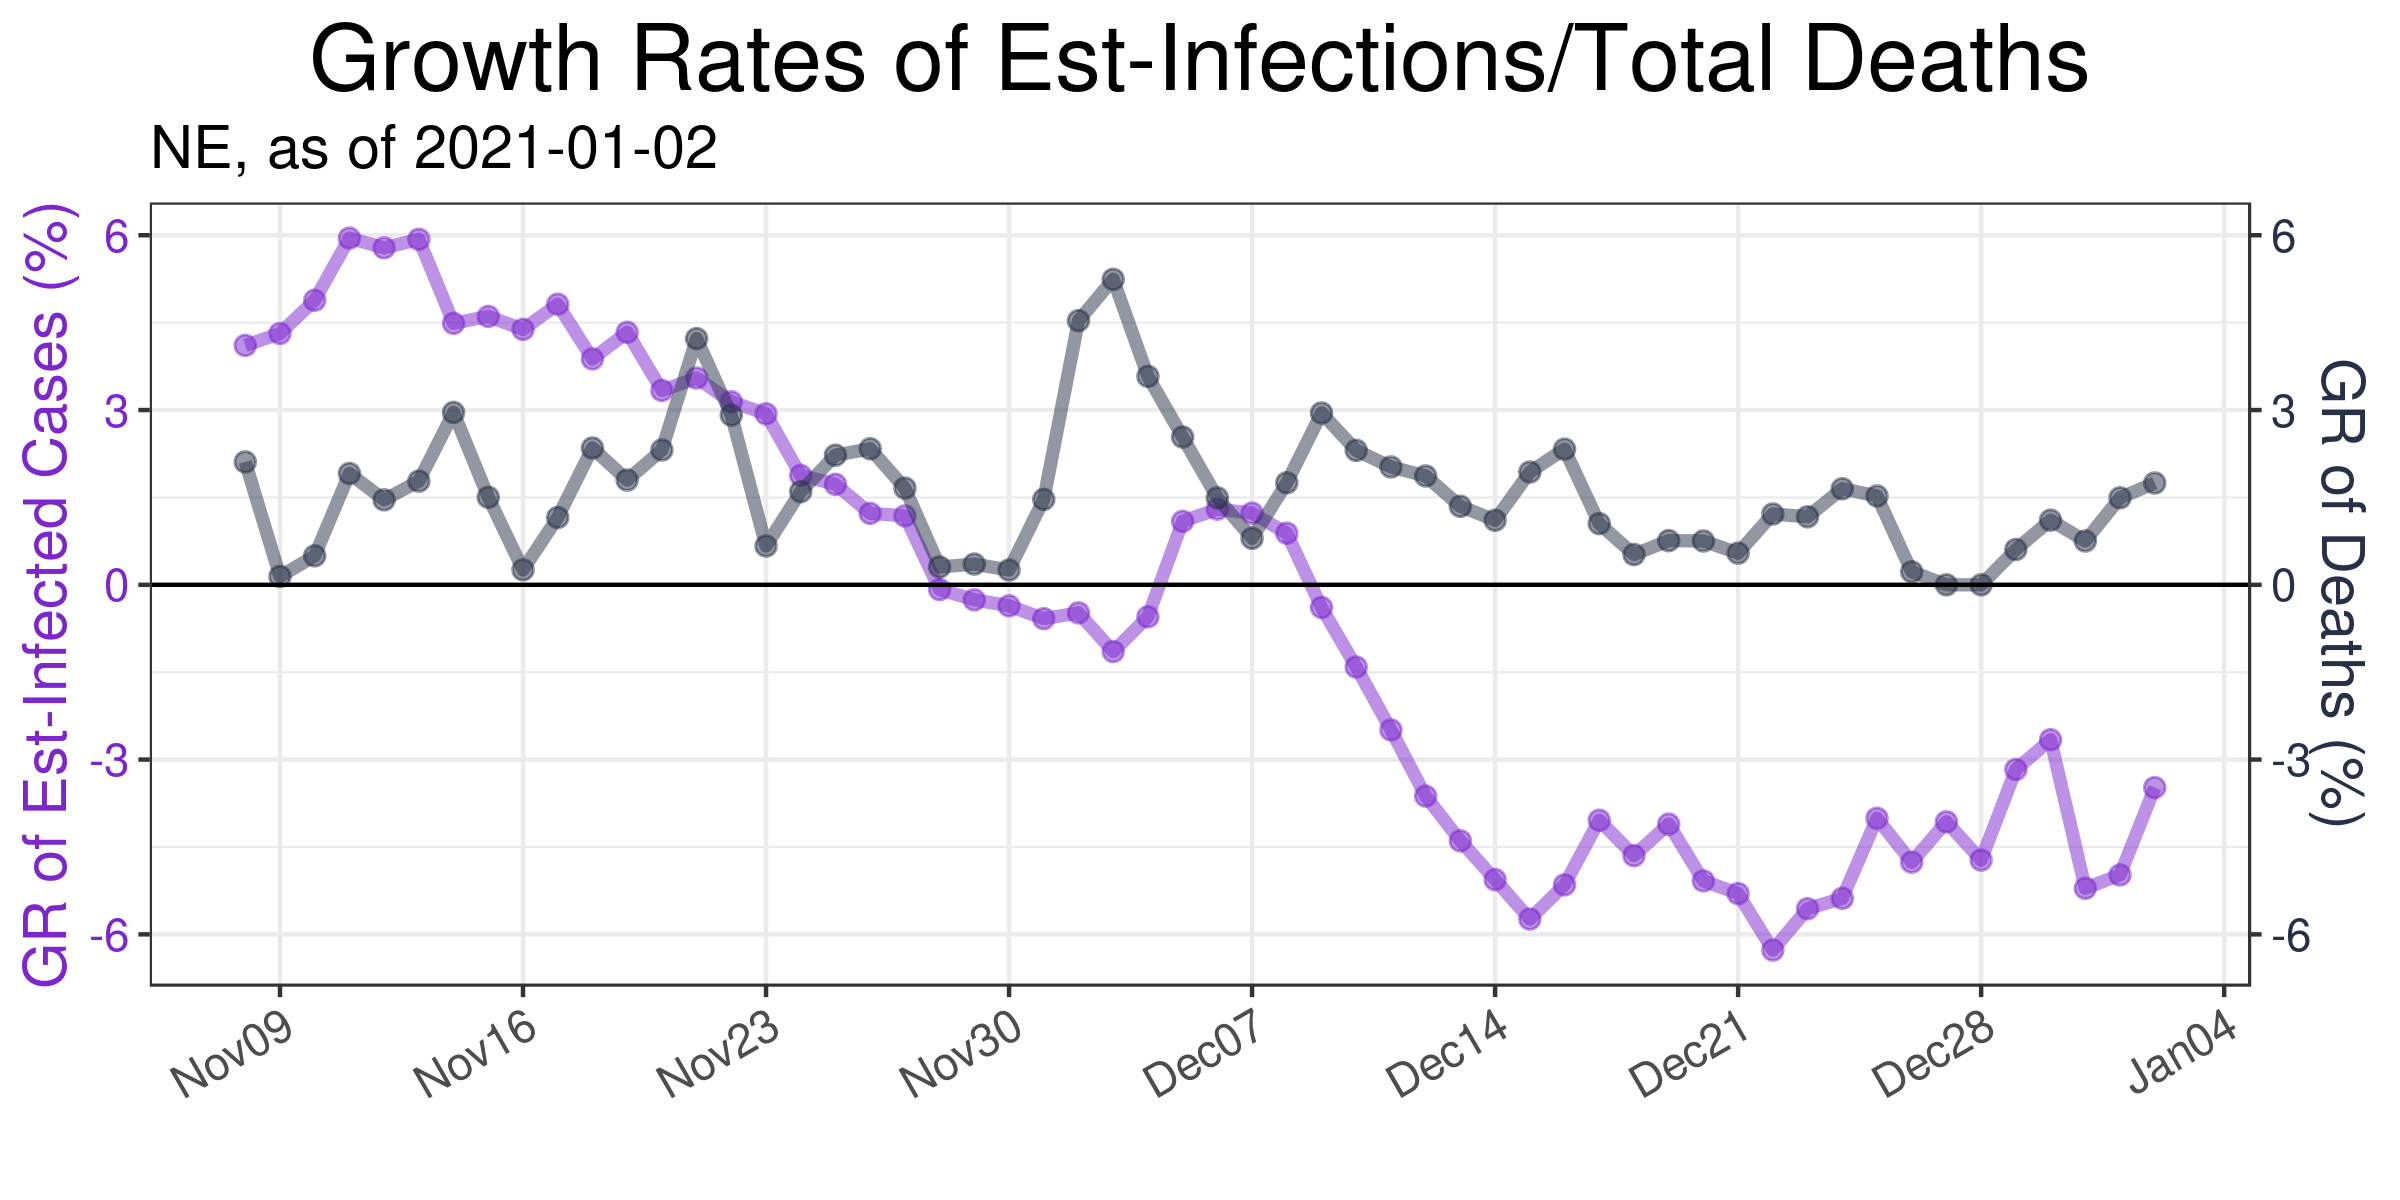 Growth Rates of Est-Infections/Total Deaths
NE, as of 2021-01-02
GR of Est-Infected Cases (%)
6
3
0
-3
-6
6
3
0
-3
-6
GR of Deaths (%)
Nov09
Nov16
Nov23
Nov30
Dec07
Dec14
Dec21
Dec28
Jan04